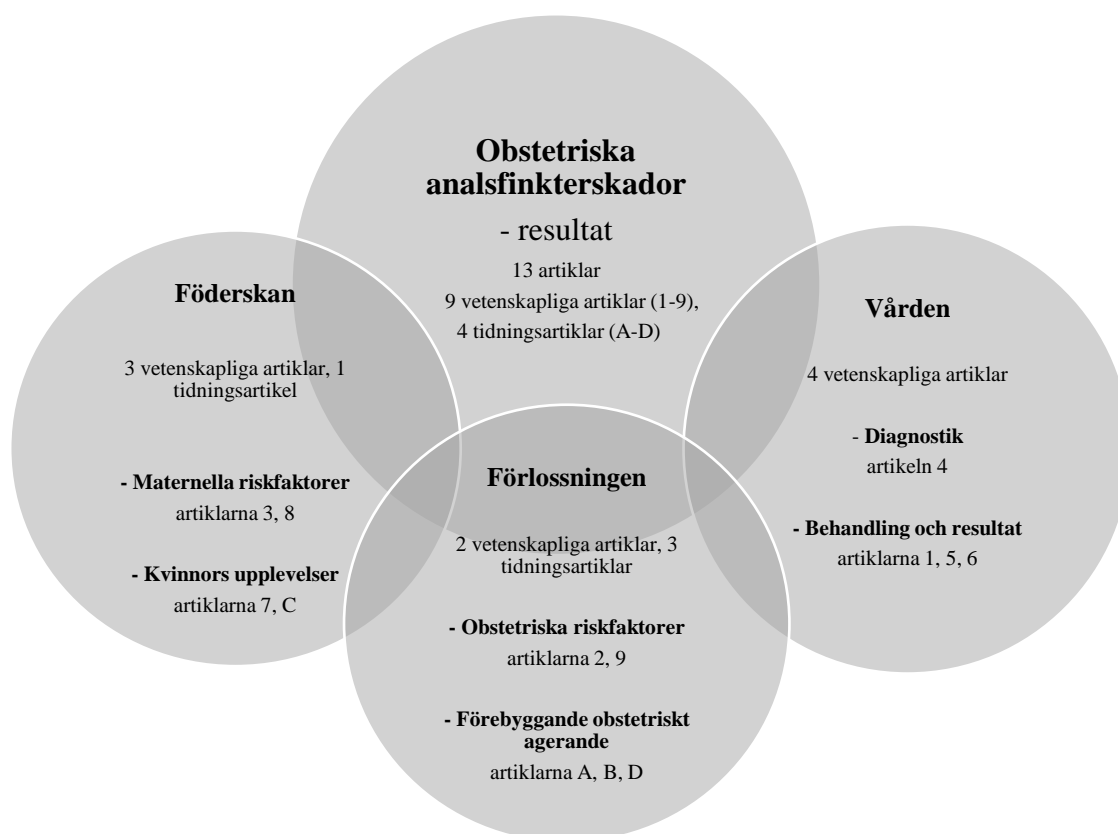 Obstetriska
analsfinkterskador
- resultat
13 artiklar
9 vetenskapliga artiklar (1-9),
4 tidningsartiklar (A-D)
Föderskan
3 vetenskapliga artiklar, 1
tidningsartikel
- Maternella riskfaktorer
artiklarna 3, 8
- Kvinnors upplevelser
artiklarna 7, C
Förlossningen
2 vetenskapliga artiklar, 3
tidningsartiklar
- Obstetriska riskfaktorer
artiklarna 2, 9
- Förebyggande obstetriskt
agerande
artiklarna A, B, D
Vården
4 vetenskapliga artiklar
- Diagnostik
artikeln 4
- Behandling och resultat
artiklarna 1, 5, 6